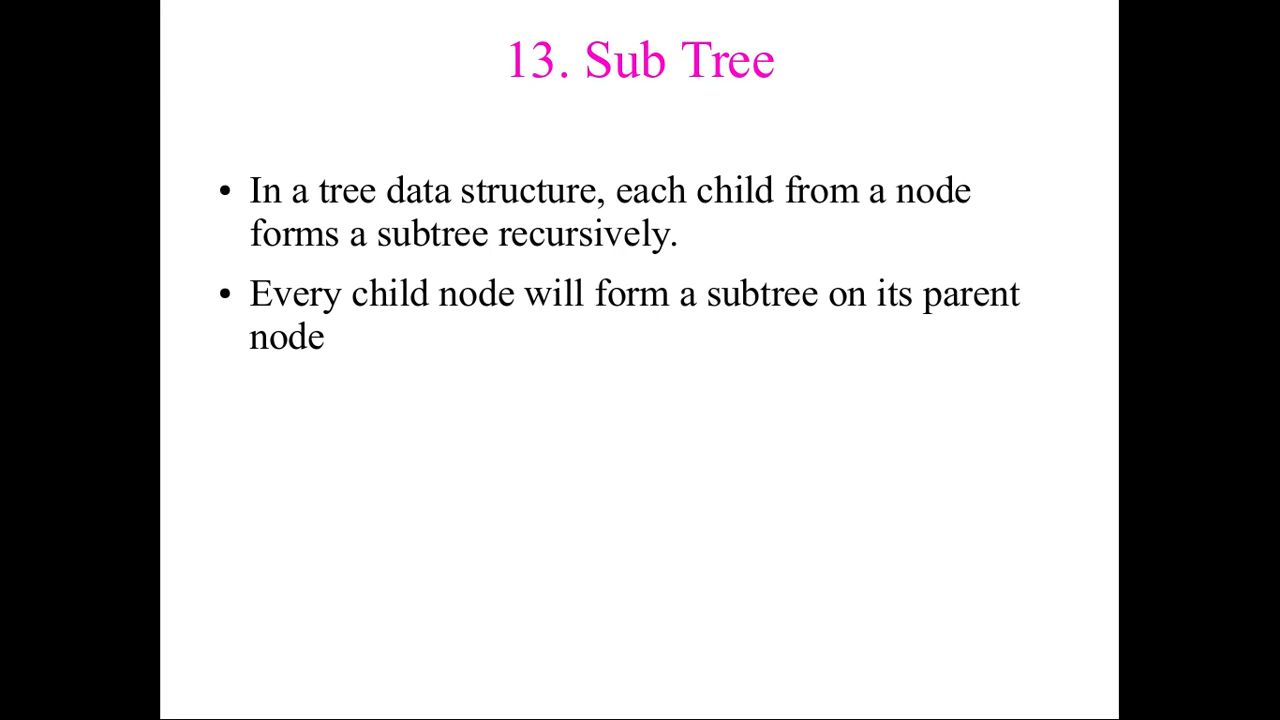 13. Sub Tree
• In a tree data structure, each child from a node
forms a subtree recursively.
• Every child node will form a subtree on its parent
node